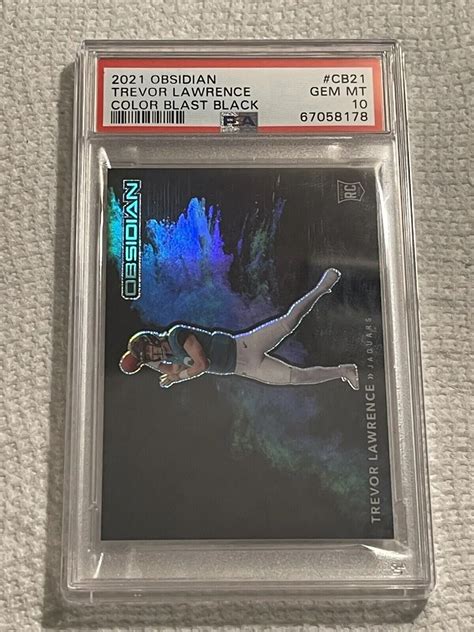 2021 OBSIDIAN #CB21
TREVOR LAWRENCE GEM MT
COLOR BLAST BLACK 10
67058178
PSA
OBSIDIAN
RC
TREVOR LAWRENCE » JAGUARS